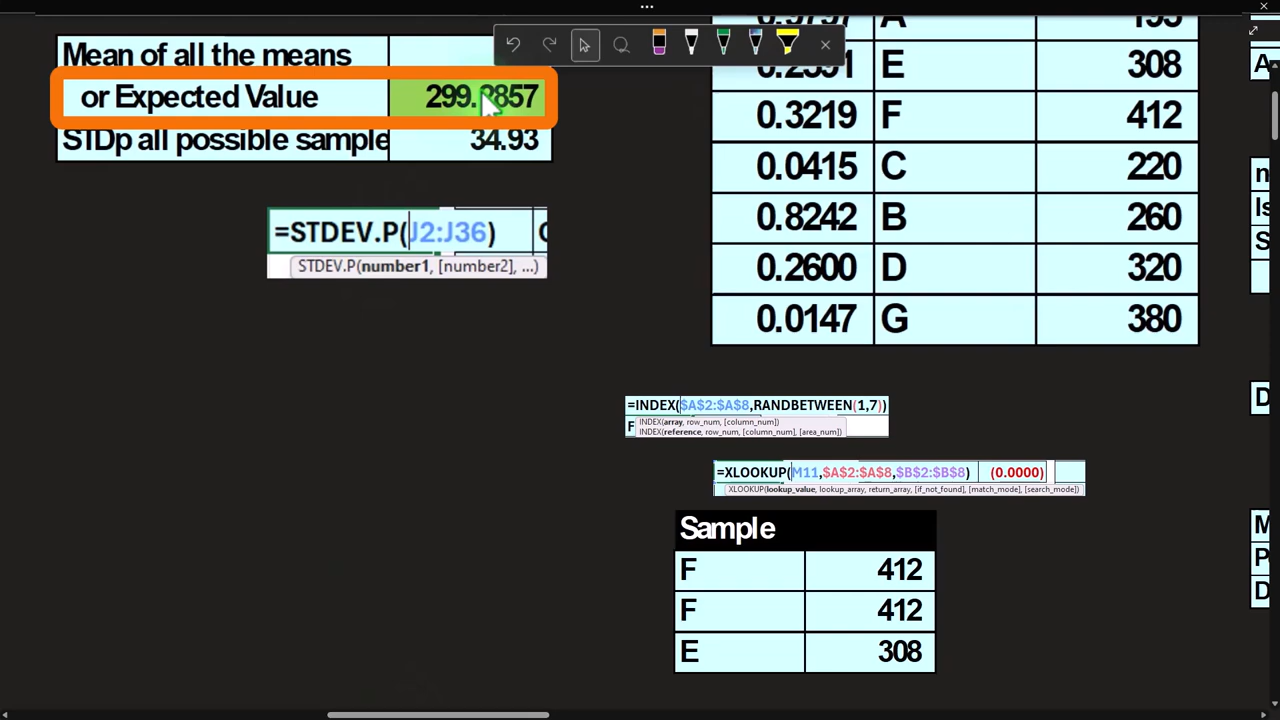 Mean of all the means
or Expected Value 299.2857
STDp all possible sample 34.93
=STDEV.P(J2:J36)
STDEV.P(number1, [number2], ...)
A 195
E 308
0.3219 F 412
0.0415 C 220
0.8242 B 260
0.2600 D 320
0.0147 G 380
=INDEX($A$2:$A$8,RANDBETWEEN(1,7))
F
INDEX(array, row_num, [column_num])
INDEX(reference, row_num, [column_num], [area_num])
=XLOOKUP(M11,$A$2:$A$8,$B$2:$B$8) (0.0000)
XLOOKUP(lookup_value, lookup_array, return_array, [if_not_found], [match_mode], [search_mode])
Sample
F 412
F 412
E 308
A
n
Is
S
D
M
P
D